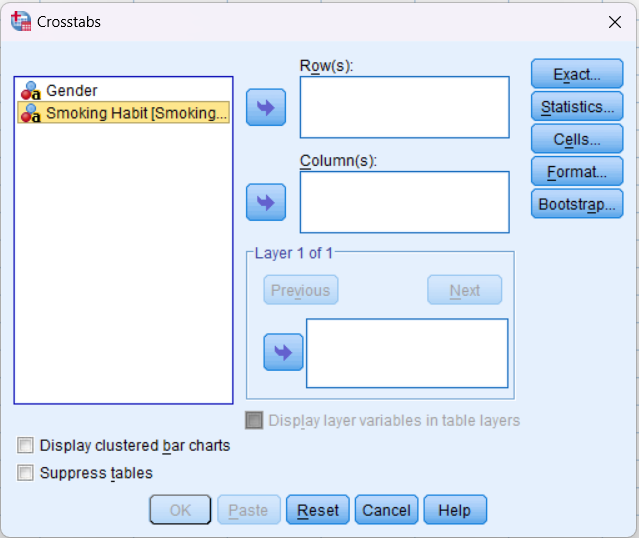 Crosstabs
Gender
Smoking Habit [Smoking...
Row(s):
Column(s):
Layer 1 of 1
Previous
Next
Display layer variables in table layers
Exact...
Statistics...
Cells...
Format...
Bootstrap...
Display clustered bar charts
Suppress tables
OK
Paste
Reset
Cancel
Help